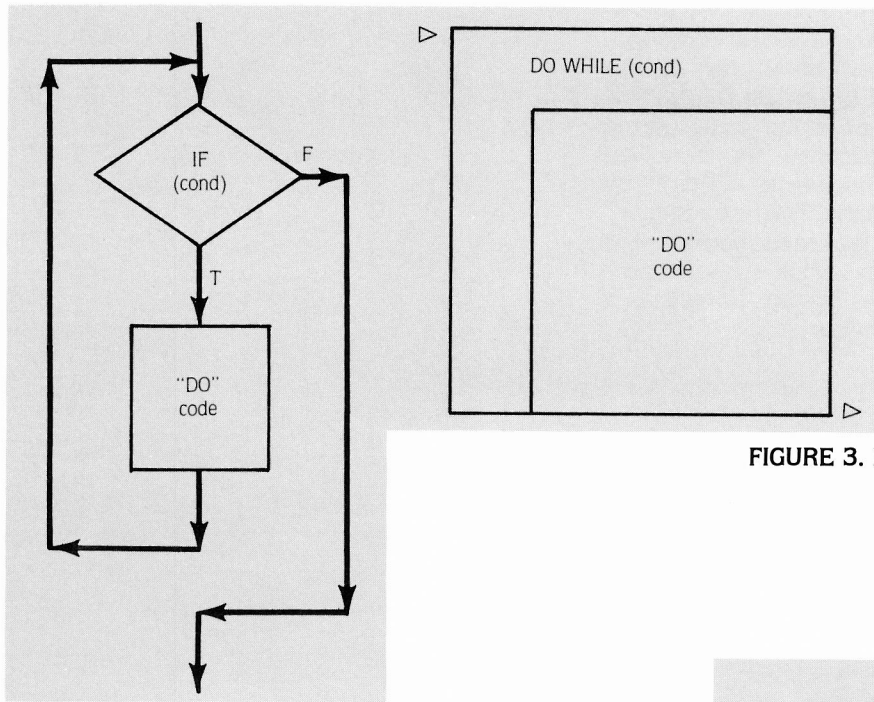 IF
(cond)
F
T
"DO"
code
DO WHILE (cond)
"DO"
code
FIGURE 3.